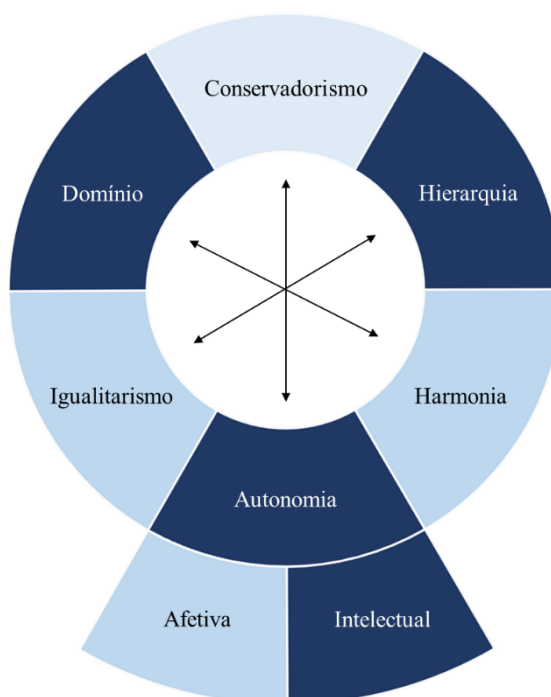 Conservadorismo
Domínio
Hierarquia
Igualitarismo
Harmonia
Autonomia
Afetiva
Intelectual